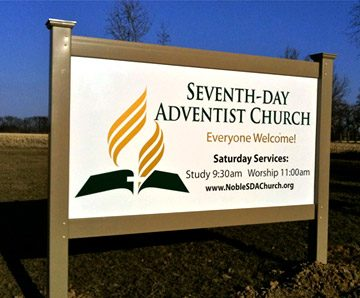 SEVENTH-DAY
ADVENTIST CHURCH
Everyone Welcome!
Saturday Services:
Study 9:30am Worship 11:00am
www.NobleSDAChurch.org